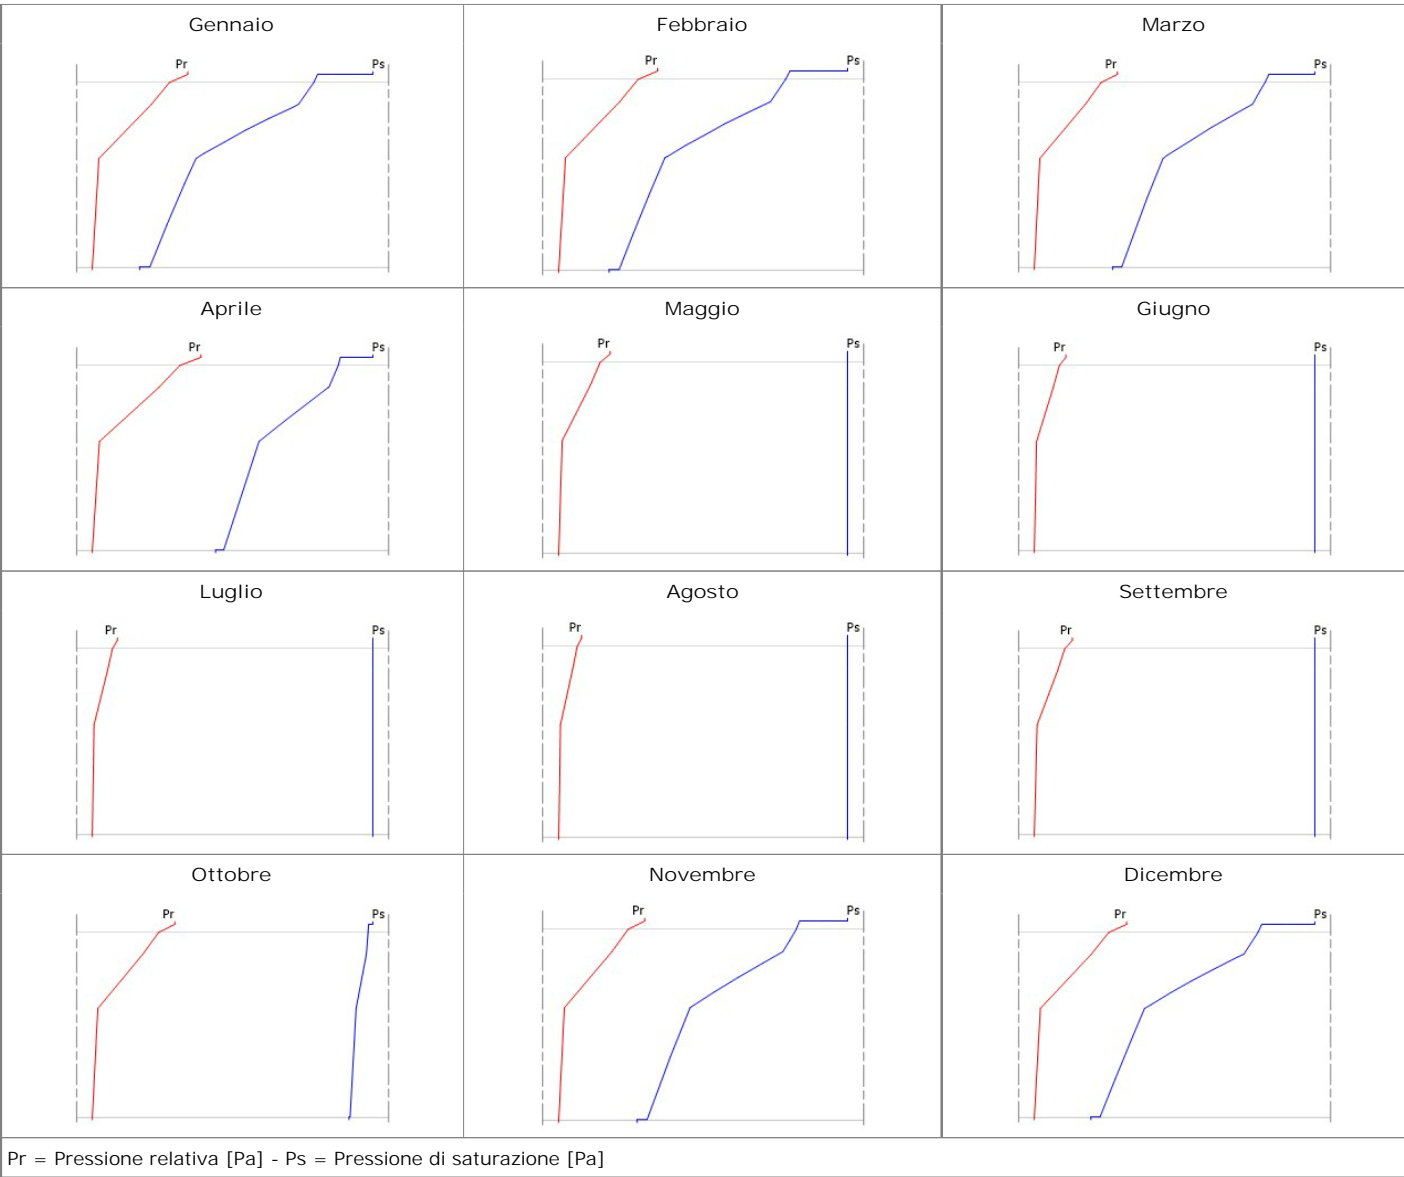 Gennaio
Febbraio
Marzo
Pr Ps
Pr Ps
Pr Ps
Aprile
Maggio
Giugno
Pr Ps
Pr Ps
Pr Ps
Luglio
Agosto
Settembre
Pr Ps
Pr Ps
Pr Ps
Ottobre
Novembre
Dicembre
Pr Ps
Pr Ps
Pr Ps
Pr = Pressione relativa [Pa] - Ps = Pressione di saturazione [Pa]